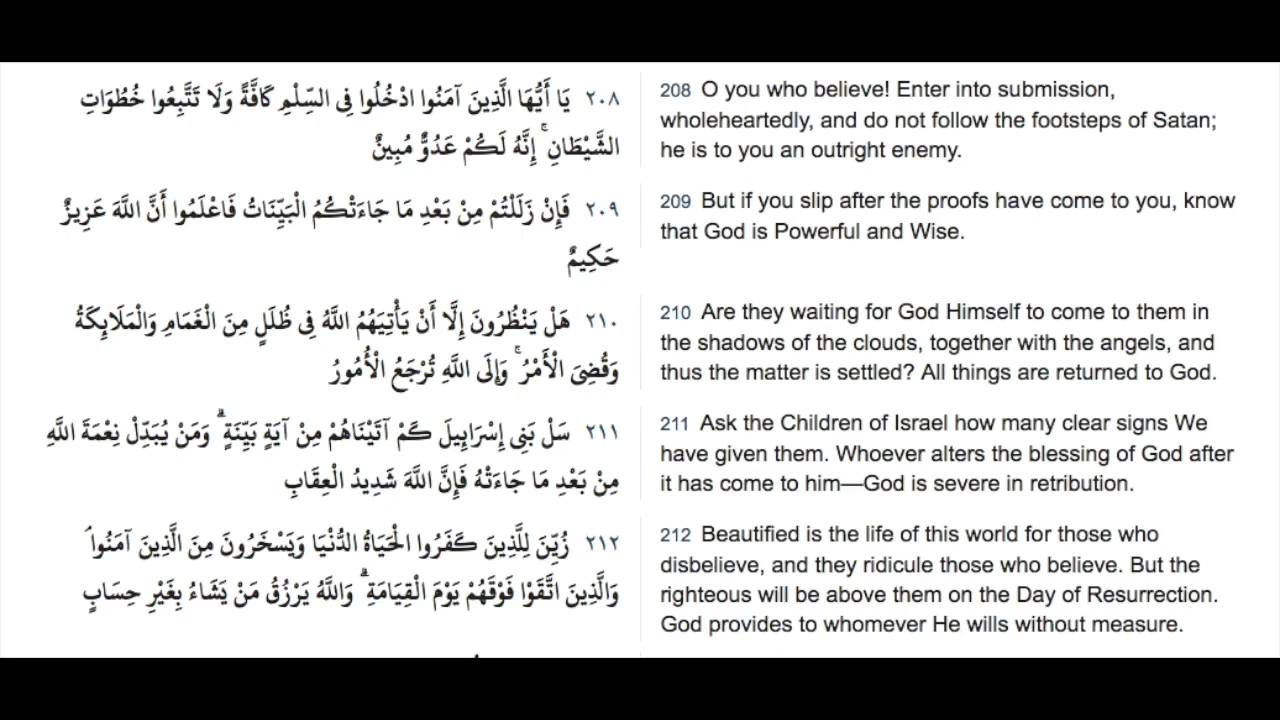 ٢٠٨ يَا أَيُّهَا الَّذِينَ آمَنُوا ادْخُلُوا فِي السِّلْمِ كَافَّةً وَلَا تَتَّبِعُوا خُطُوَاتِ
الشَّيْطَانِ ۚ إِنَّهُ لَكُمْ عَدُوٌّ مُبِينٌ
208 O you who believe! Enter into submission,
wholeheartedly, and do not follow the footsteps of Satan;
he is to you an outright enemy.
٢٠٩ فَإِنْ زَلَلْتُمْ مِنْ بَعْدِ مَا جَاءَتْكُمُ الْبَيِّنَاتُ فَاعْلَمُوا أَنَّ اللَّهَ عَزِيزٌ
حَكِيمٌ
209 But if you slip after the proofs have come to you, know
that God is Powerful and Wise.
٢١٠ هَلْ يَنْظُرُونَ إِلَّا أَنْ يَأْتِيَهُمُ اللَّهُ فِي ظُلَلٍ مِنَ الْغَمَامِ وَالْمَلَائِكَةُ
وَقُضِيَ الْأَمْرُ ۚ وَإِلَى اللَّهِ تُرْجَعُ الْأُمُورُ
210 Are they waiting for God Himself to come to them in
the shadows of the clouds, together with the angels, and
thus the matter is settled? All things are returned to God.
٢١١ سَلْ بَنِي إِسْرَائِيلَ كَمْ آتَيْنَاهُمْ مِنْ آيَةٍ بَيِّنَةٍ ۗ وَمَنْ يُبَدِّلْ نِعْمَةَ اللَّهِ
مِنْ بَعْدِ مَا جَاءَتْهُ فَإِنَّ اللَّهَ شَدِيدُ الْعِقَابِ
211 Ask the Children of Israel how many clear signs We
have given them. Whoever alters the blessing of God after
it has come to him—God is severe in retribution.
٢١٢ زُيِّنَ لِلَّذِينَ كَفَرُوا الْحَيَاةُ الدُّنْيَا وَيَسْخَرُونَ مِنَ الَّذِينَ آمَنُوا ۘ
وَالَّذِينَ اتَّقَوْا فَوْقَهُمْ يَوْمَ الْقِيَامَةِ ۗ وَاللَّهُ يَرْزُقُ مَنْ يَشَاءُ بِغَيْرِ حِسَابٍ
212 Beautified is the life of this world for those who
disbelieve, and they ridicule those who believe. But the
righteous will be above them on the Day of Resurrection.
God provides to whomever He wills without measure.